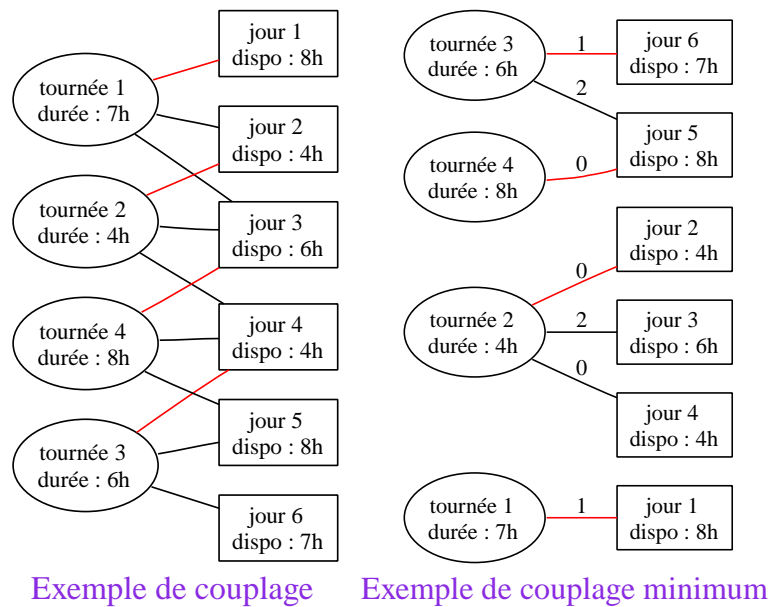 tournée 1
durée : 7h
tournée 2
durée : 4h
tournée 4
durée : 8h
tournée 3
durée : 6h
jour 1
dispo : 8h
jour 2
dispo : 4h
jour 3
dispo : 6h
jour 4
dispo : 4h
jour 5
dispo : 8h
jour 6
dispo : 7h
Exemple de couplage
tournée 3
durée : 6h
1
2
jour 6
dispo : 7h
tournée 4
durée : 8h
0
jour 5
dispo : 8h
tournée 2
durée : 4h
0
2
0
jour 2
dispo : 4h
jour 3
dispo : 6h
jour 4
dispo : 4h
tournée 1
durée : 7h
1
jour 1
dispo : 8h
Exemple de couplage minimum